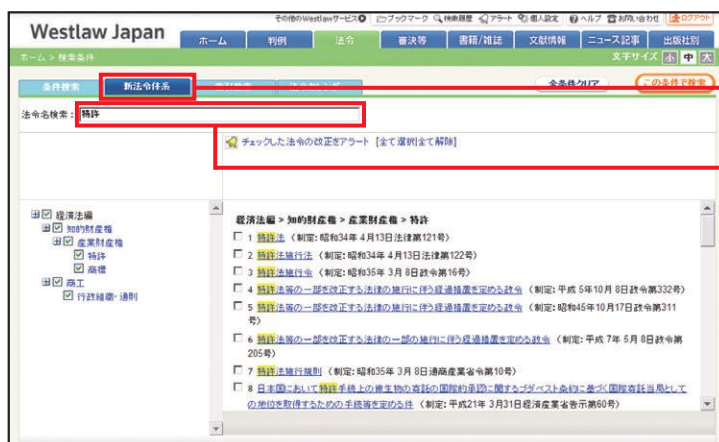 その他のWestlawサービス ブックマーク 検索履歴 アラート 個人設定 ヘルプ お問い合わせ ログアウト
Westlaw Japan
ホーム 判例 法令 審決等 書籍/雑誌 文献情報 ニュース記事 出版社別
ホーム > 検索条件 文字サイズ 小 中 大
条件検索 新法令体系 全条件クリア この条件で検索
法令名検索: 特許
チェックした法令の改正をアラート [全て選択|全て解除]
経済法編
知的財産権
産業財産権
特許
商標
商工
行政組織・通則
経済法編 > 知的財産権 > 産業財産権 > 特許
1 特許法 (制定:昭和34年 4月13日法律第121号)
2 特許法施行法 (制定:昭和34年 4月13日法律第122号)
3 特許法施行令 (制定:昭和35年 3月 8日政令第16号)
4 特許法等の一部を改正する法律の施行に伴う経過措置を定める政令 (制定:平成 5年10月 8日政令第332号)
5 特許法等の一部を改正する法律の施行に伴う経過措置を定める政令 (制定:昭和45年10月17日政令第311
号)
6 特許法等の一部を改正する法律の一部の施行に伴う経過措置を定める政令 (制定:平成 7年 5月 8日政令第
205号)
7 特許法施行規則 (制定:昭和35年 3月 8日通商産業省令第10号)
8 日本国において特許手続上の微生物の寄託の国際的承認に関するブダペスト条約に基づく国際寄託当局として
の地位を取得するための手続等を定める件 (制定:平成21年 3月31日経済産業省告示第60号)